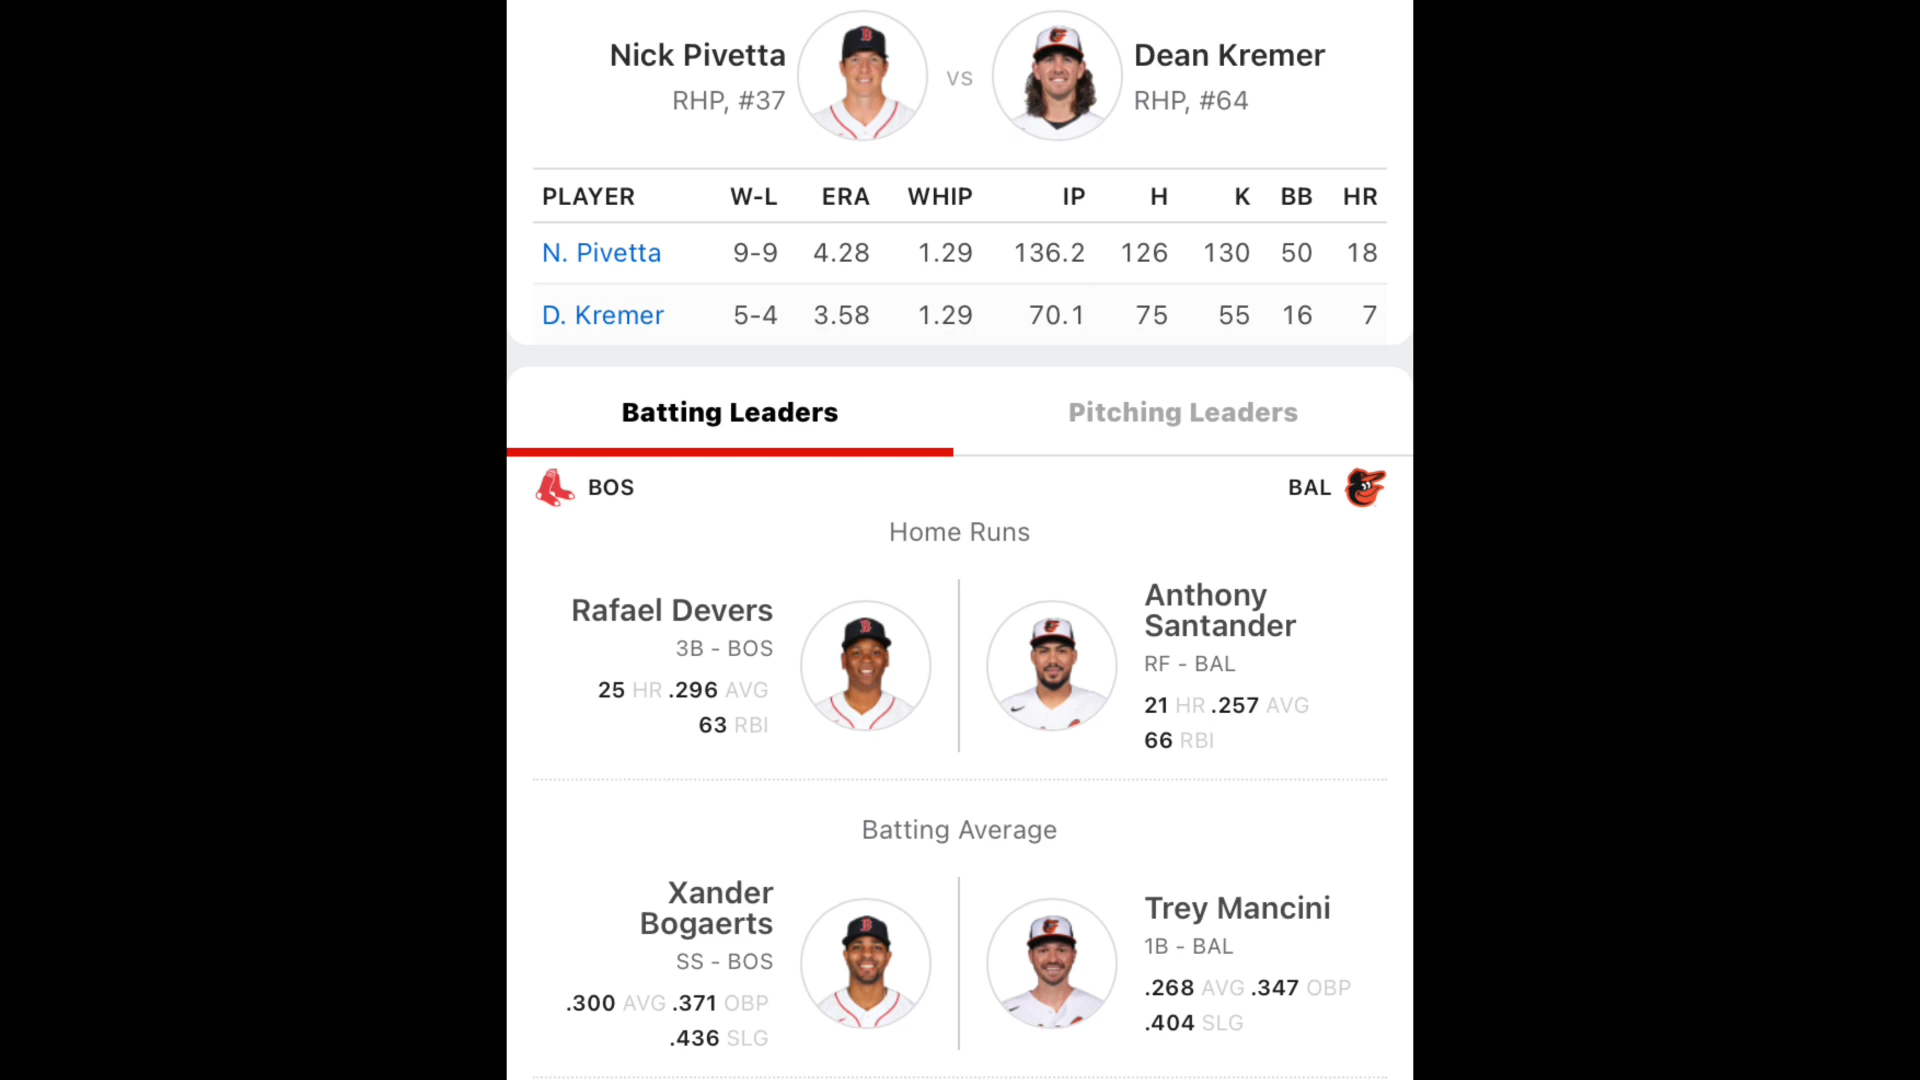 Nick Pivetta
RHP, #37
VS
Dean Kremer
RHP, #64
PLAYER W-L ERA WHIP IP H K BB HR
N. Pivetta 9-9 4.28 1.29 136.2 126 130 50 18
D. Kremer 5-4 3.58 1.29 70.1 75 55 16 7
Batting Leaders Pitching Leaders
BOS BAL
Home Runs
Rafael Devers
3B - BOS
25 HR .296 AVG
63 RBI
Anthony
Santander
RF - BAL
21 HR .257 AVG
66 RBI
Batting Average
Xander
Bogaerts
SS - BOS
.300 AVG .371 OBP
.436 SLG
Trey Mancini
1B - BAL
.268 AVG .347 OBP
.404 SLG